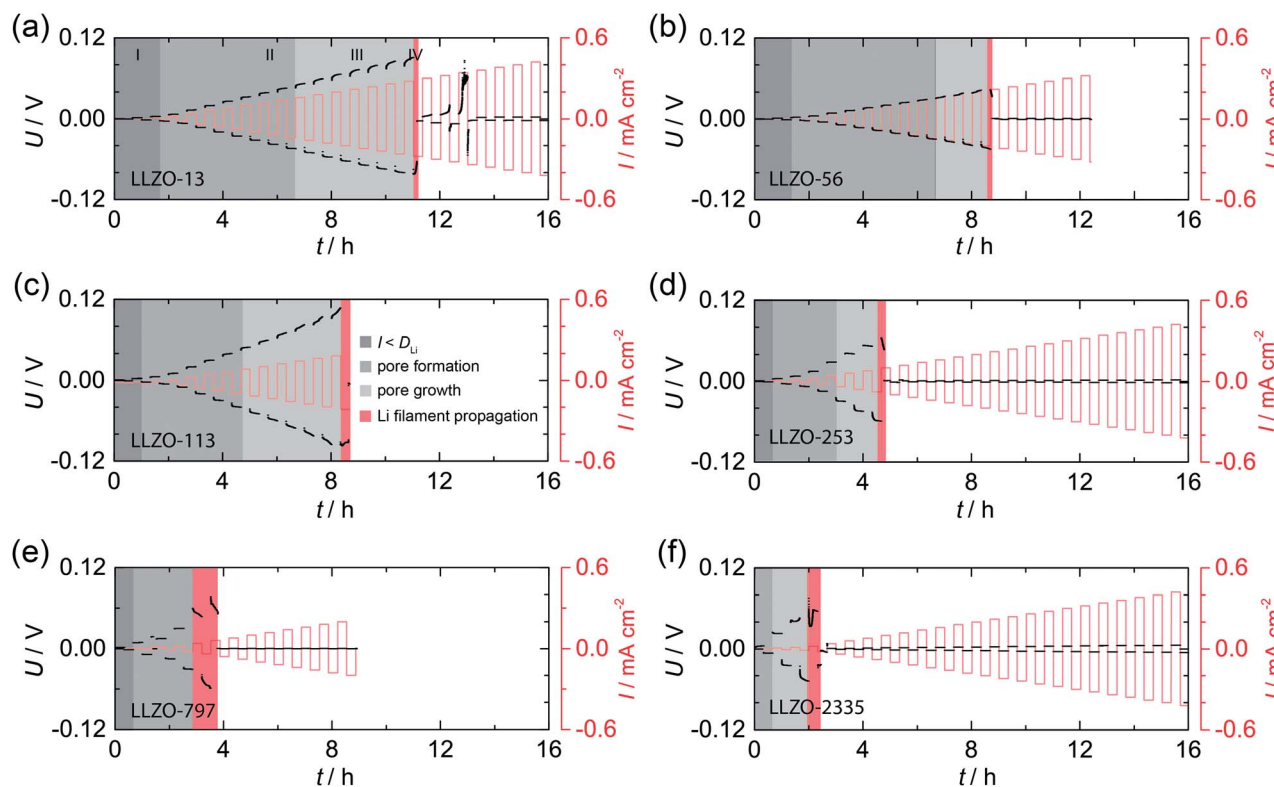 (a)
0.12
0.00
-0.12
U / V
I
II
III
IV
LLZO-13
0.6
0.0
-0.6
I / mA cm-2
0 4 8 12 16
t / h
(b)
0.12
0.00
-0.12
U / V
LLZO-56
0.6
0.0
-0.6
I / mA cm-2
0 4 8 12 16
t / h
(c)
0.12
0.00
-0.12
U / V
I < DLi
pore formation
pore growth
Li filament propagation
LLZO-113
0.6
0.0
-0.6
I / mA cm-2
0 4 8 12 16
t / h
(d)
0.12
0.00
-0.12
U / V
LLZO-253
0.6
0.0
-0.6
I / mA cm-2
0 4 8 12 16
t / h
(e)
0.12
0.00
-0.12
U / V
LLZO-797
0.6
0.0
-0.6
I / mA cm-2
0 4 8 12 16
t / h
(f)
0.12
0.00
-0.12
U / V
LLZO-2335
0.6
0.0
-0.6
I / mA cm-2
0 4 8 12 16
t / h